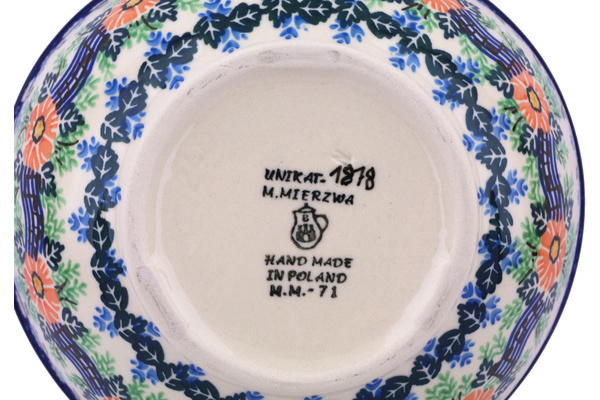 UNIKAT-1878
M.MIERZWA
B
HAND MADE
IN POLAND
M.M.-71